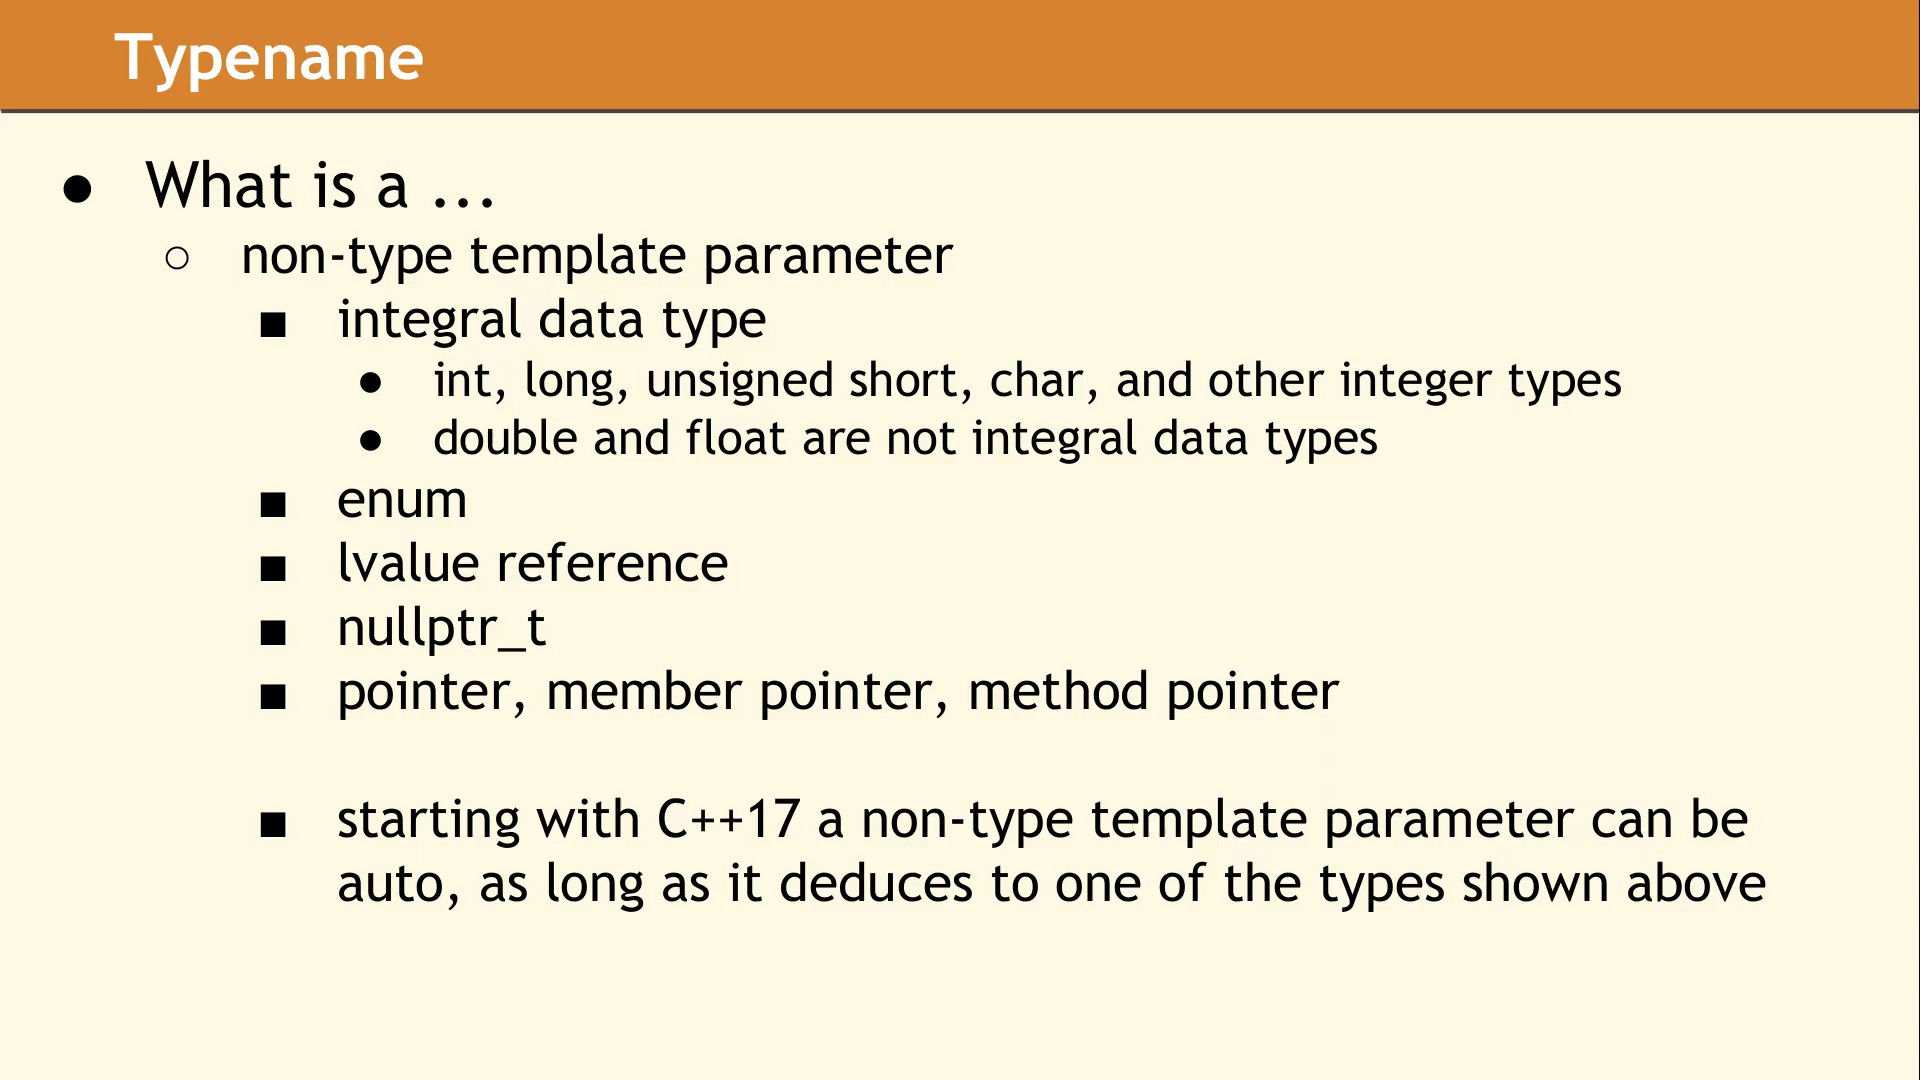 Typename
● What is a ...
○ non-type template parameter
■ integral data type
● int, long, unsigned short, char, and other integer types
● double and float are not integral data types
■ enum
■ lvalue reference
■ nullptr_t
■ pointer, member pointer, method pointer
■ starting with C++17 a non-type template parameter can be
auto, as long as it deduces to one of the types shown above